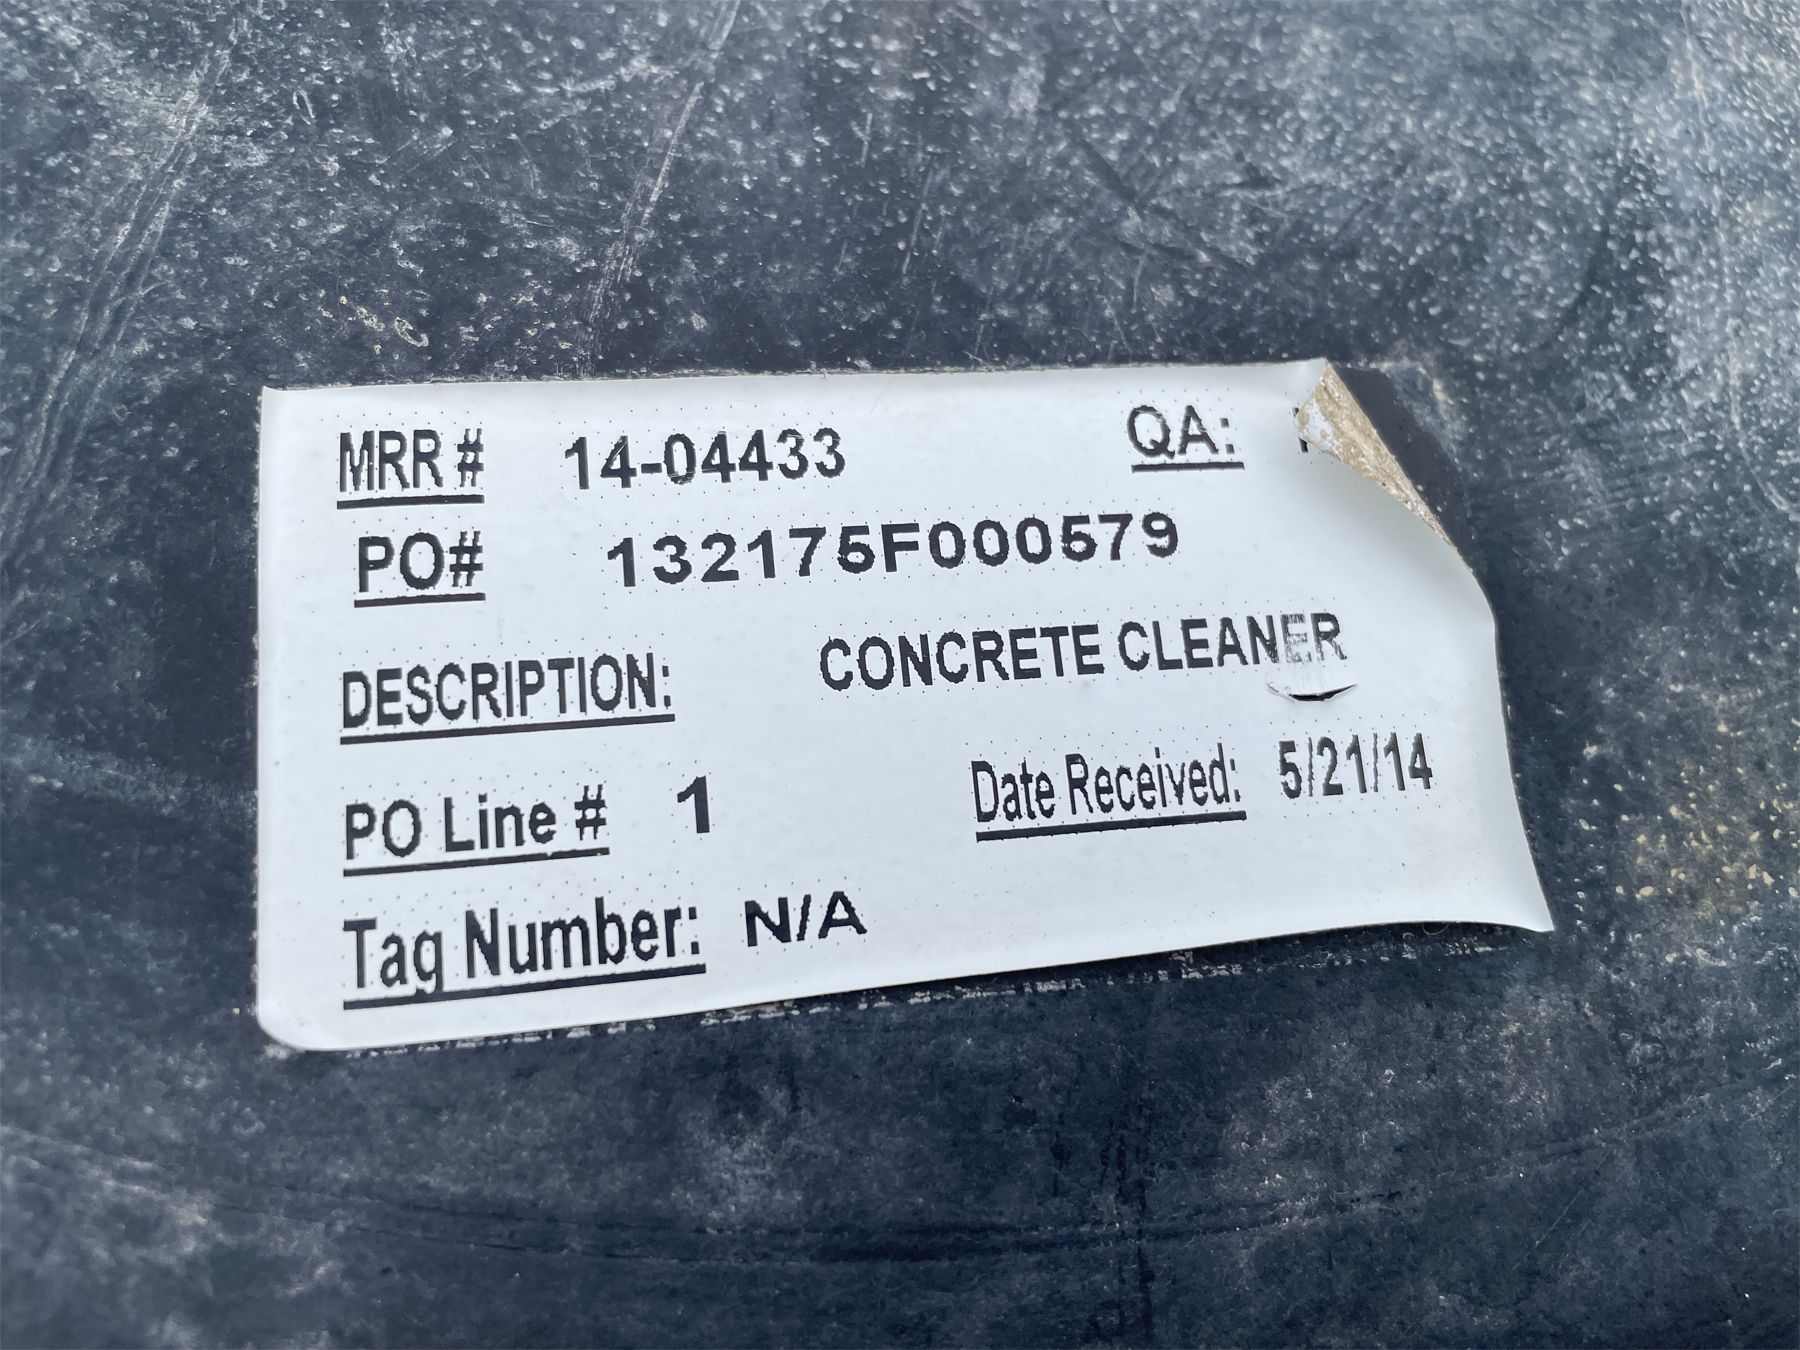 MRR # 14-04433 QA:
PO# 132175F000579
DESCRIPTION: CONCRETE CLEANER
PO Line # 1 Date Received: 5/21/14
Tag Number: N/A